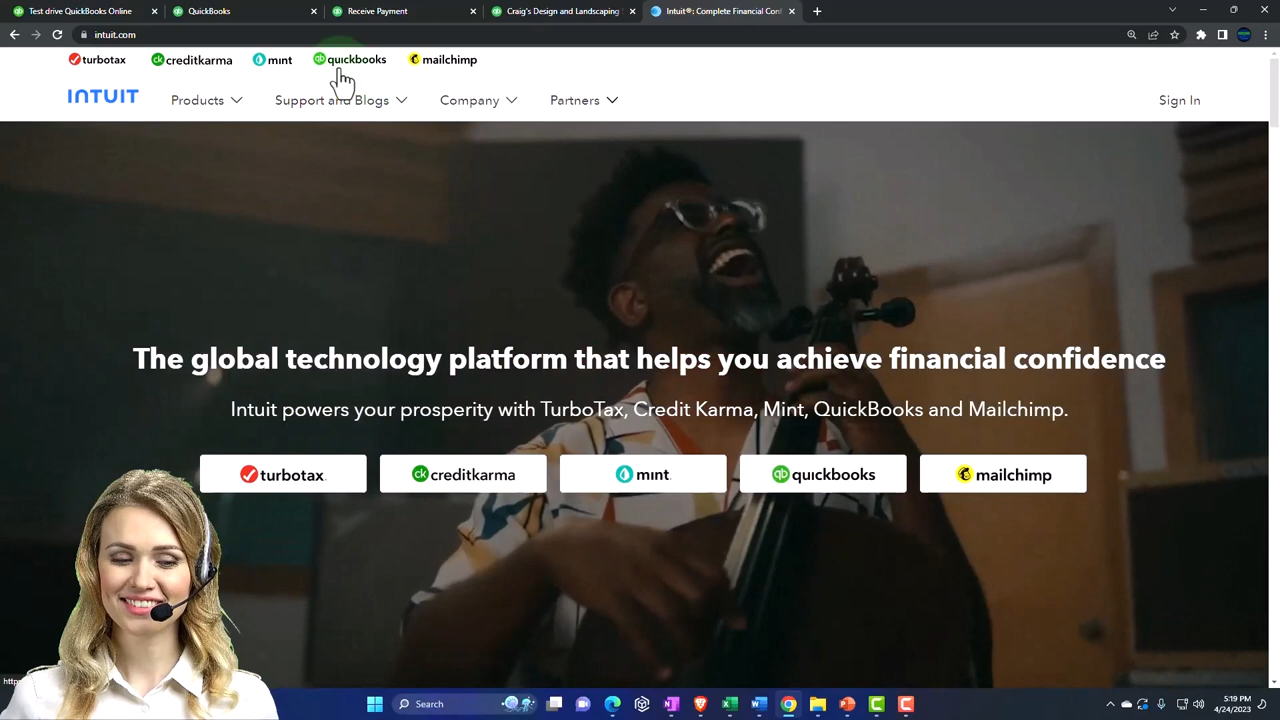 Test drive QuickBooks Online
QuickBooks
Receive Payment
Craig's Design and Landscaping
Intuit®: Complete Financial Con
intuit.com
turbotax
creditkarma
mint
quickbooks
mailchimp
INTUIT
Products
Support and Blogs
Company
Partners
Sign In
The global technology platform that helps you achieve financial confidence
Intuit powers your prosperity with TurboTax, Credit Karma, Mint, QuickBooks and Mailchimp.
turbotax
creditkarma
mint
quickbooks
mailchimp
http
Search
5:19 PM
4/24/2023